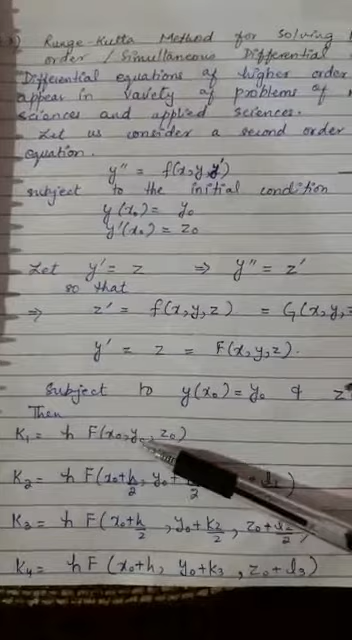 Runge-Kutta Method for Solving
order / Simultaneous Differential
Differential equations of higher order
appear in vavety of problems of
sciences and applied sciences.
Let us consider a second order
equation.
y'' = f(x,y,y')
subject to the initial condition
y(x₀) = y₀
y'(x₀) = z₀
Let y' = z ⇒ y'' = z'
so that
⇒ z' = f(x,y,z) = G(x,y,z
y' = z = F(x,y,z).
Subject to y(x₀) = y₀ & z
Then
K₁ = h F(x₀,y₀,z₀)
K₂ = h F(x₀+h/2, y₀+ /2 l₁ )
K₃ = h F(x₀+h/2, y₀+K₂/2, z₀+l₂/2)
K₄ = h F(x₀+h, y₀+K₃, z₀+l₃)